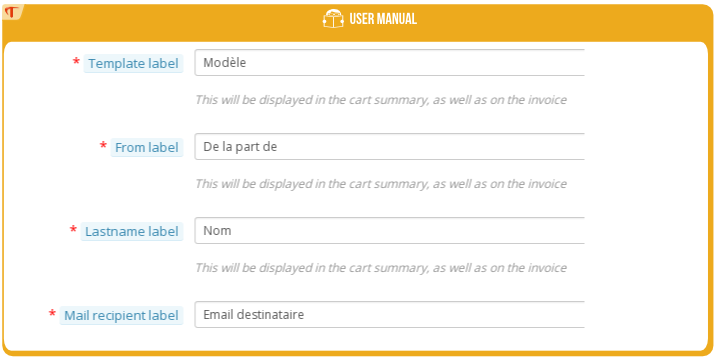 USER MANUAL
* Template label Modèle
This will be displayed in the cart summary, as well as on the invoice
* From label De la part de
This will be displayed in the cart summary, as well as on the invoice
* Lastname label Nom
This will be displayed in the cart summary, as well as on the invoice
* Mail recipient label Email destinataire